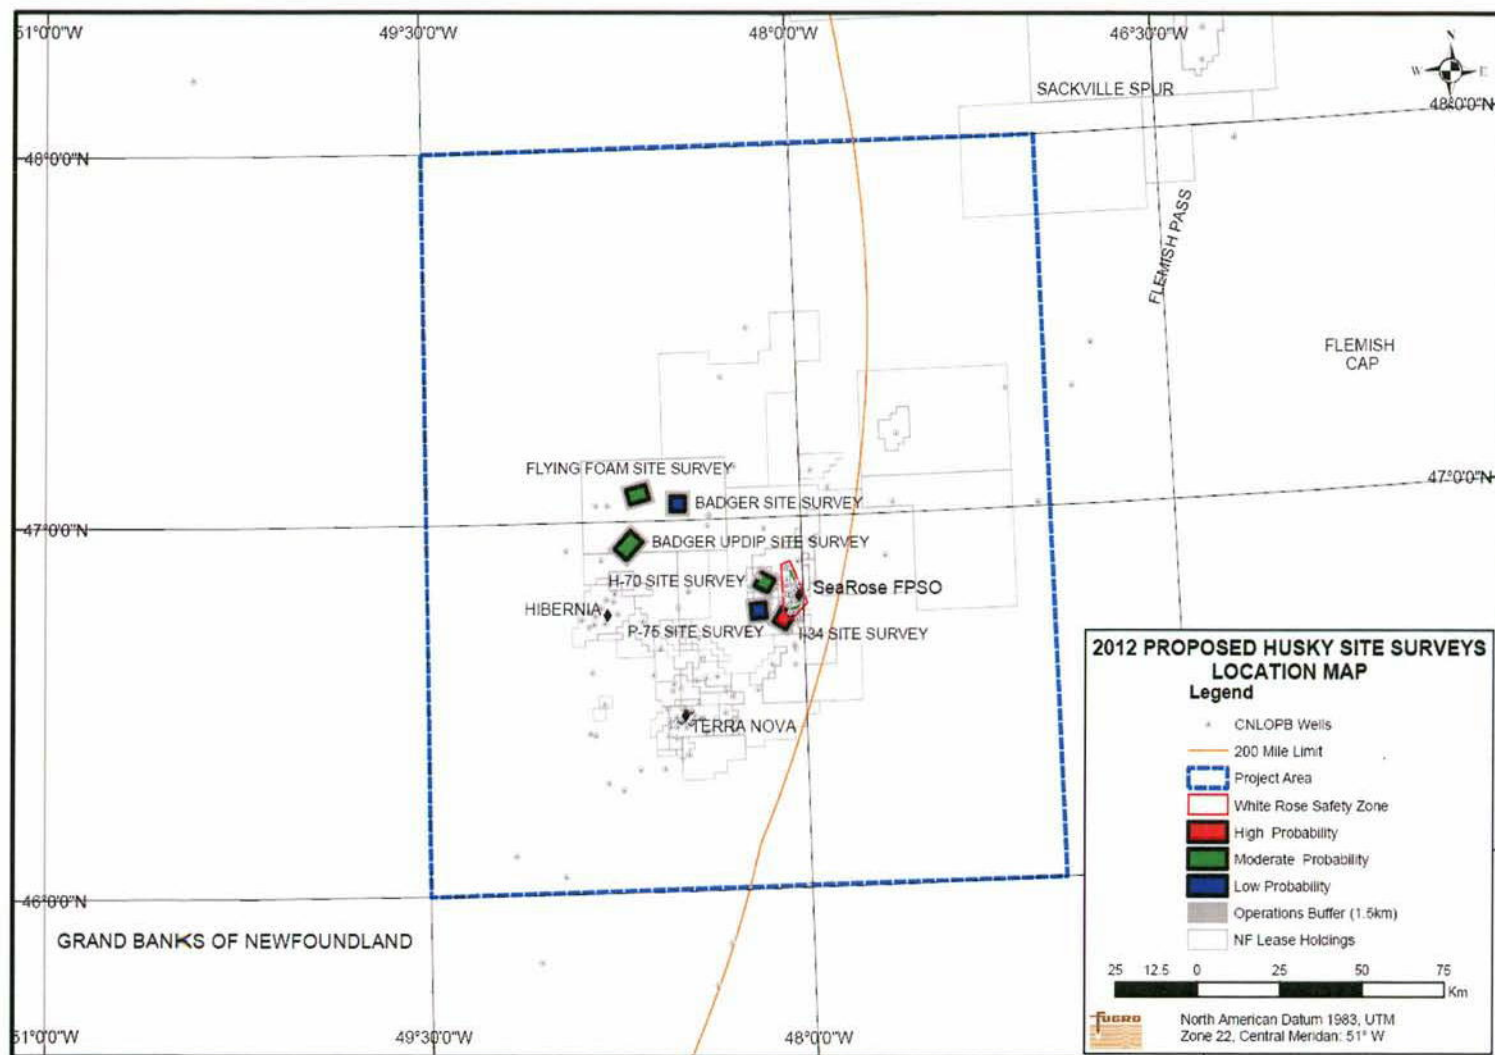 51°0'0"W
49°30'0"W
48°0'0"W
46°30'0"W
N
W
E
S
SACKVILLE SPUR
48°0'0"N
48°0'0"N
FLEMISH PASS
FLEMISH
CAP
FLYING FOAM SITE SURVEY
47°0'0"N
BADGER SITE SURVEY
47°0'0"N
BADGER UPDIP SITE SURVEY
H-70 SITE SURVEY
SeaRose FPSO
HIBERNIA
P-75 SITE SURVEY
I-34 SITE SURVEY
TERRA NOVA
46°0'0"N
GRAND BANKS OF NEWFOUNDLAND
51°0'0"W
49°30'0"W
48°0'0"W
2012 PROPOSED HUSKY SITE SURVEYS
LOCATION MAP
Legend
CNLOPB Wells
200 Mile Limit
Project Area
White Rose Safety Zone
High Probability
Moderate Probability
Low Probability
Operations Buffer (1.5km)
NF Lease Holdings
25 12.5 0 25 50 75
Km
FUGRO
North American Datum 1983, UTM
Zone 22, Central Meridan: 51° W